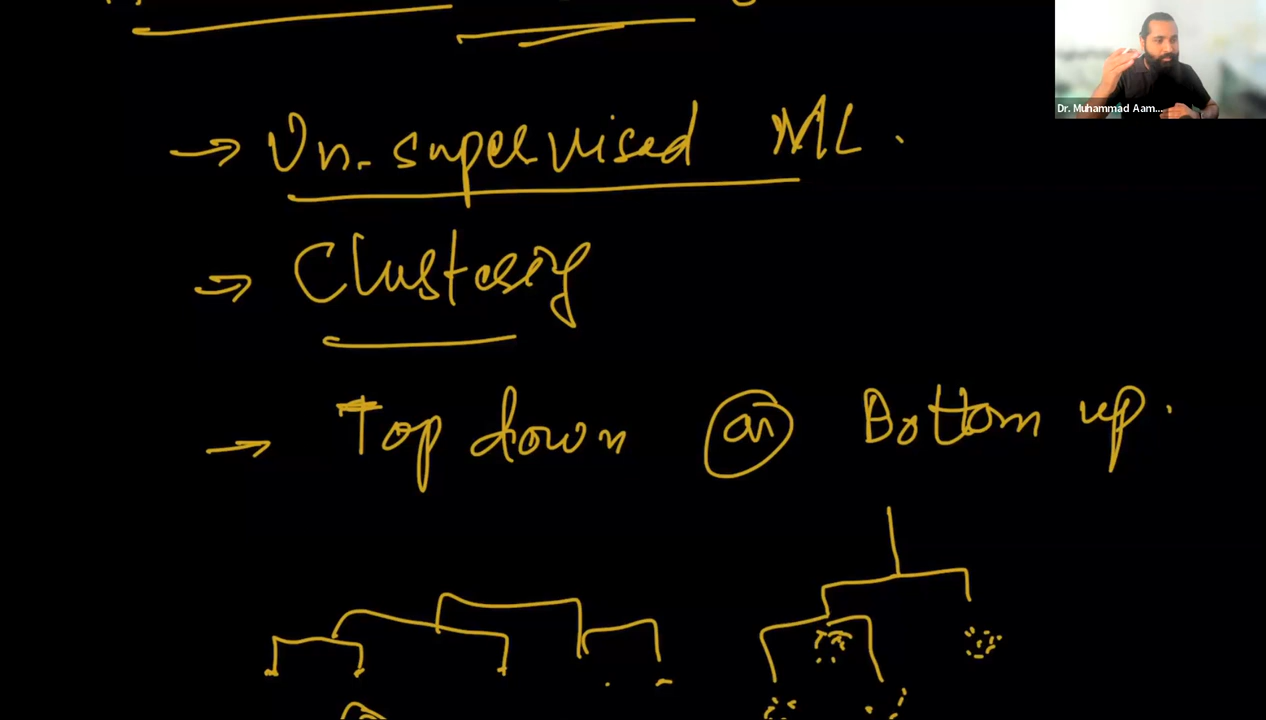 Dr. Muhammad Aam...
→ Un-supervised ML.
→ Clustering
→ Top down or Bottom up.